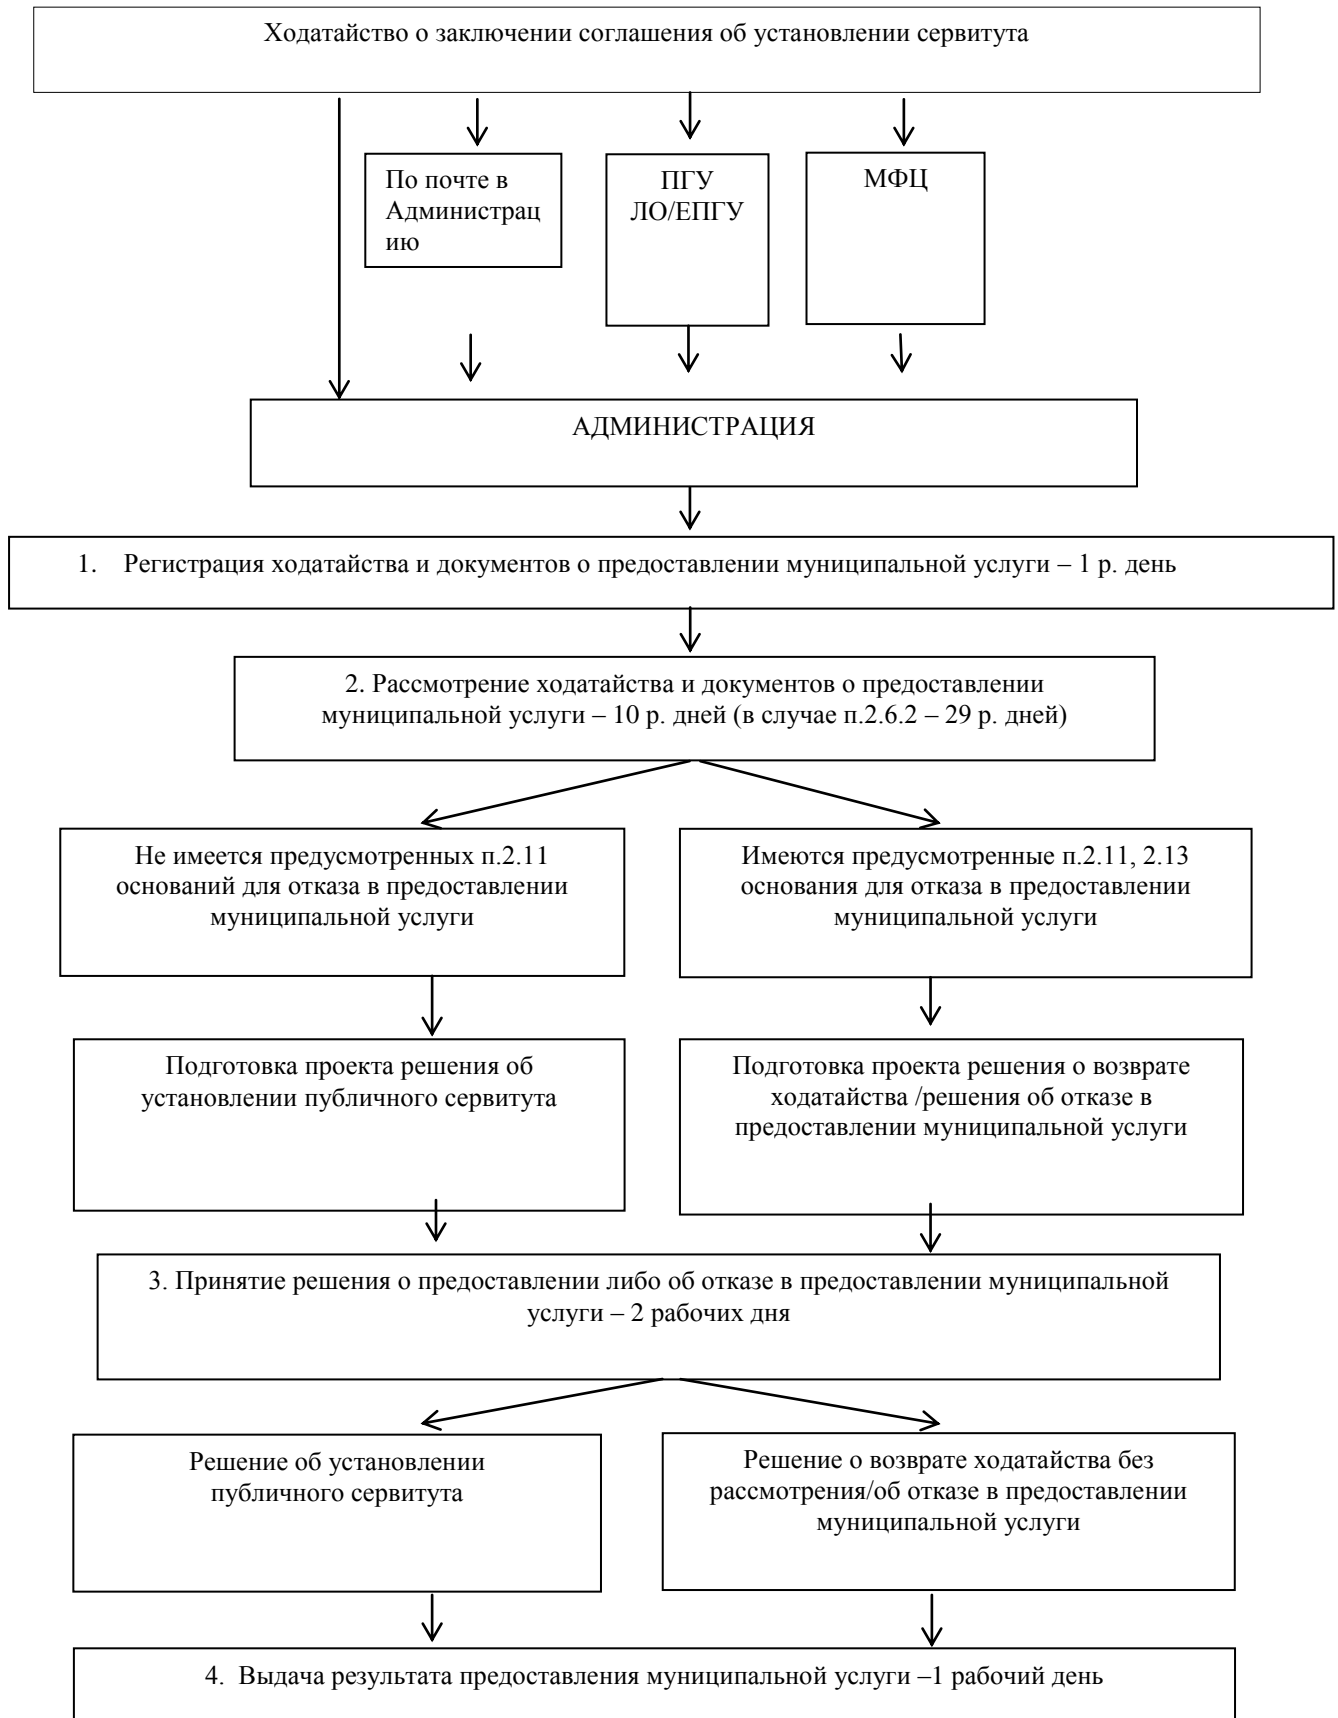 Ходатайство о заключении соглашения об установлении сервитута
По почте в
Администрац
ию
ПГУ
ЛО/ЕПГУ
МФЦ
АДМИНИСТРАЦИЯ
1. Регистрация ходатайства и документов о предоставлении муниципальной услуги – 1 р. день
2. Рассмотрение ходатайства и документов о предоставлении
муниципальной услуги – 10 р. дней (в случае п.2.6.2 – 29 р. дней)
Не имеется предусмотренных п.2.11
оснований для отказа в предоставлении
муниципальной услуги
Имеются предусмотренные п.2.11, 2.13
основания для отказа в предоставлении
муниципальной услуги
Подготовка проекта решения об
установлении публичного сервитута
Подготовка проекта решения о возврате
ходатайства /решения об отказе в
предоставлении муниципальной услуги
3. Принятие решения о предоставлении либо об отказе в предоставлении муниципальной
услуги – 2 рабочих дня
Решение об установлении
публичного сервитута
Решение о возврате ходатайства без
рассмотрения/об отказе в предоставлении
муниципальной услуги
4. Выдача результата предоставления муниципальной услуги –1 рабочий день